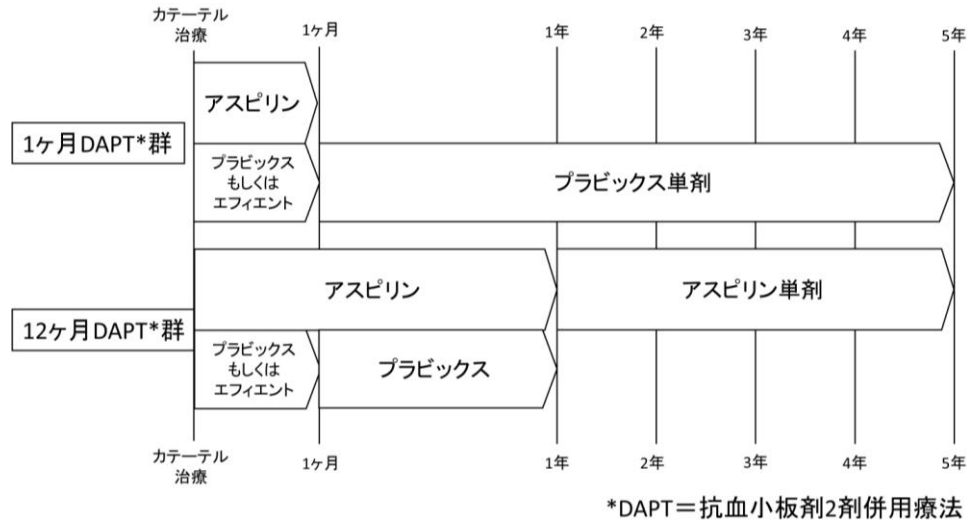 カテーテル
治療
1ヶ月
1年
2年
3年
4年
5年
1ヶ月DAPT*群
アスピリン
プラビックス
もしくは
エフィエント
プラビックス単剤
12ヶ月DAPT*群
アスピリン
アスピリン単剤
プラビックス
もしくは
エフィエント
プラビックス
カテーテル
治療
1ヶ月
1年
2年
3年
4年
5年
*DAPT＝抗血小板剤2剤併用療法